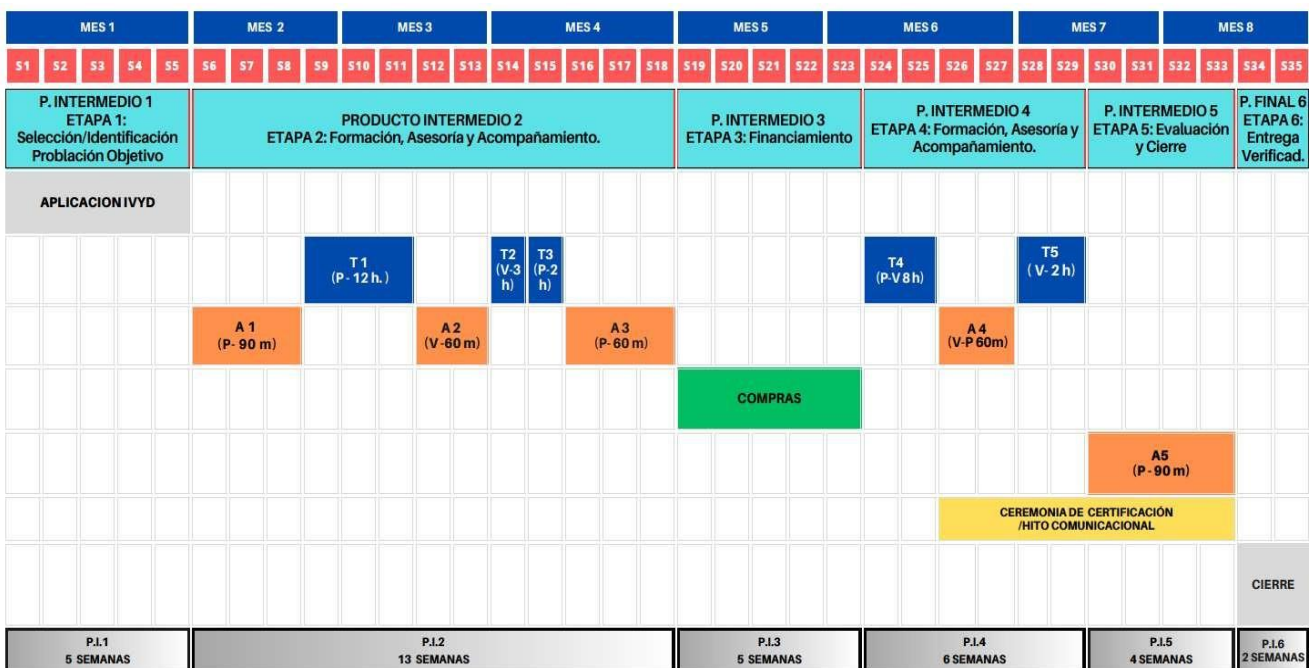 MES 1 MES 2 MES 3 MES 4 MES 5 MES 6 MES 7 MES 8
S1 S2 S3 S4 S5 S6 S7 S8 S9 S10 S11 S12 S13 S14 S15 S16 S17 S18 S19 S20 S21 S22 S23 S24 S25 S26 S27 S28 S29 S30 S31 S32 S33 S34 S35
P. INTERMEDIO 1
ETAPA 1:
Selección/Identificación
Problación Objetivo
PRODUCTO INTERMEDIO 2
ETAPA 2: Formación, Asesoría y Acompañamiento.
P. INTERMEDIO 3
ETAPA 3: Financiamiento
P. INTERMEDIO 4
ETAPA 4: Formación, Asesoría y
Acompañamiento.
P. INTERMEDIO 5
ETAPA 5: Evaluación
y Cierre
P. FINAL 6
ETAPA 6:
Entrega
Verificad.
APLICACION IVYD
T 1
(P- 12 h.)
T2
(V-3
h)
T3
(P-2
h)
T4
(P-V 8 h)
T5
( V- 2 h)
A 1
(P- 90 m)
A 2
(V -60 m)
A 3
(P- 60 m)
A 4
(V-P 60m)
COMPRAS
A5
(P - 90 m)
CEREMONIA DE CERTIFICACIÓN
/HITO COMUNICACIONAL
CIERRE
P.I.1
5 SEMANAS
P.I.2
13 SEMANAS
P.I.3
5 SEMANAS
P.I.4
6 SEMANAS
P.I.5
4 SEMANAS
P.I.6
2 SEMANAS